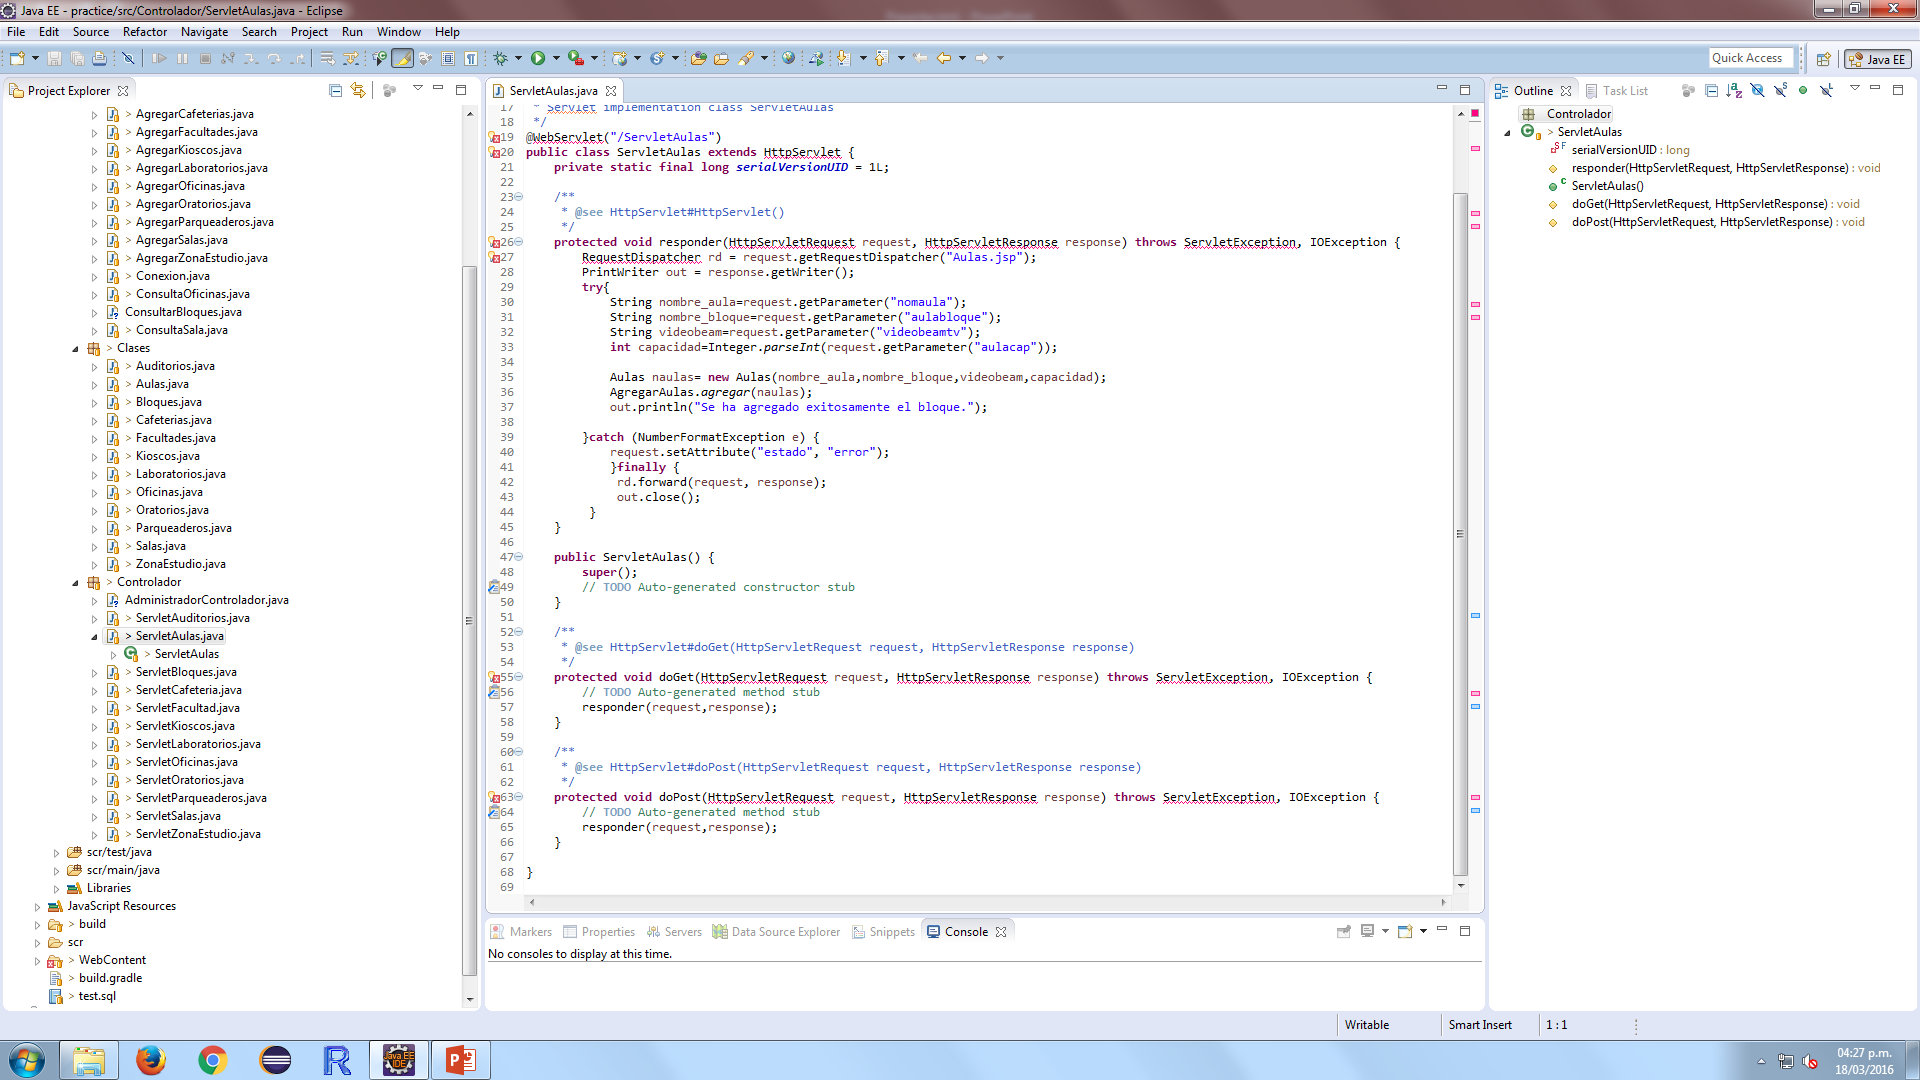 Java EE - practice/src/Controlador/ServletAulas.java - Eclipse
File Edit Source Refactor Navigate Search Project Run Window Help
Quick Access
Java EE
Project Explorer
> AgregarCafeterias.java
> AgregarFacultades.java
> AgregarKioscos.java
> AgregarLaboratorios.java
> AgregarOficinas.java
> AgregarOratorios.java
> AgregarParqueaderos.java
> AgregarSalas.java
> AgregarZonaEstudio.java
> Conexion.java
> ConsultaOficinas.java
ConsultarBloques.java
> ConsultaSala.java
> Clases
> Auditorios.java
> Aulas.java
> Bloques.java
> Cafeterias.java
> Facultades.java
> Kioscos.java
> Laboratorios.java
> Oficinas.java
> Oratorios.java
> Parqueaderos.java
> Salas.java
> ZonaEstudio.java
> Controlador
AdministradorControlador.java
> ServletAuditorios.java
> ServletAulas.java
> ServletAulas
> ServletBloques.java
> ServletCafeteria.java
> ServletFacultad.java
> ServletKioscos.java
> ServletLaboratorios.java
> ServletOficinas.java
> ServletOratorios.java
> ServletParqueaderos.java
> ServletSalas.java
> ServletZonaEstudio.java
scr/test/java
scr/main/java
Libraries
JavaScript Resources
> build
scr
> WebContent
> build.gradle
> test.sql
ServletAulas.java
17 * Servlet implementation class ServletAulas
18 */
19 @WebServlet("/ServletAulas")
20 public class ServletAulas extends HttpServlet {
21 private static final long serialVersionUID = 1L;
22
23 /**
24 * @see HttpServlet#HttpServlet()
25 */
26 protected void responder(HttpServletRequest request, HttpServletResponse response) throws ServletException, IOException {
27 RequestDispatcher rd = request.getRequestDispatcher("Aulas.jsp");
28 PrintWriter out = response.getWriter();
29 try{
30 String nombre_aula=request.getParameter("nomaula");
31 String nombre_bloque=request.getParameter("aulabloque");
32 String videobeam=request.getParameter("videobeamtv");
33 int capacidad=Integer.parseInt(request.getParameter("aulacap"));
34
35 Aulas naulas= new Aulas(nombre_aula,nombre_bloque,videobeam,capacidad);
36 AgregarAulas.agregar(naulas);
37 out.println("Se ha agregado exitosamente el bloque.");
38
39 }catch (NumberFormatException e) {
40 request.setAttribute("estado", "error");
41 }finally {
42 rd.forward(request, response);
43 out.close();
44 }
45 }
46
47 public ServletAulas() {
48 super();
49 // TODO Auto-generated constructor stub
50 }
51
52 /**
53 * @see HttpServlet#doGet(HttpServletRequest request, HttpServletResponse response)
54 */
55 protected void doGet(HttpServletRequest request, HttpServletResponse response) throws ServletException, IOException {
56 // TODO Auto-generated method stub
57 responder(request,response);
58 }
59
60 /**
61 * @see HttpServlet#doPost(HttpServletRequest request, HttpServletResponse response)
62 */
63 protected void doPost(HttpServletRequest request, HttpServletResponse response) throws ServletException, IOException {
64 // TODO Auto-generated method stub
65 responder(request,response);
66 }
67
68 }
69
Markers Properties Servers Data Source Explorer Snippets Console
No consoles to display at this time.
Outline Task List
Controlador
> ServletAulas
serialVersionUID : long
responder(HttpServletRequest, HttpServletResponse) : void
ServletAulas()
doGet(HttpServletRequest, HttpServletResponse) : void
doPost(HttpServletRequest, HttpServletResponse) : void
Writable Smart Insert 1 : 1
04:27 p.m.
18/03/2016